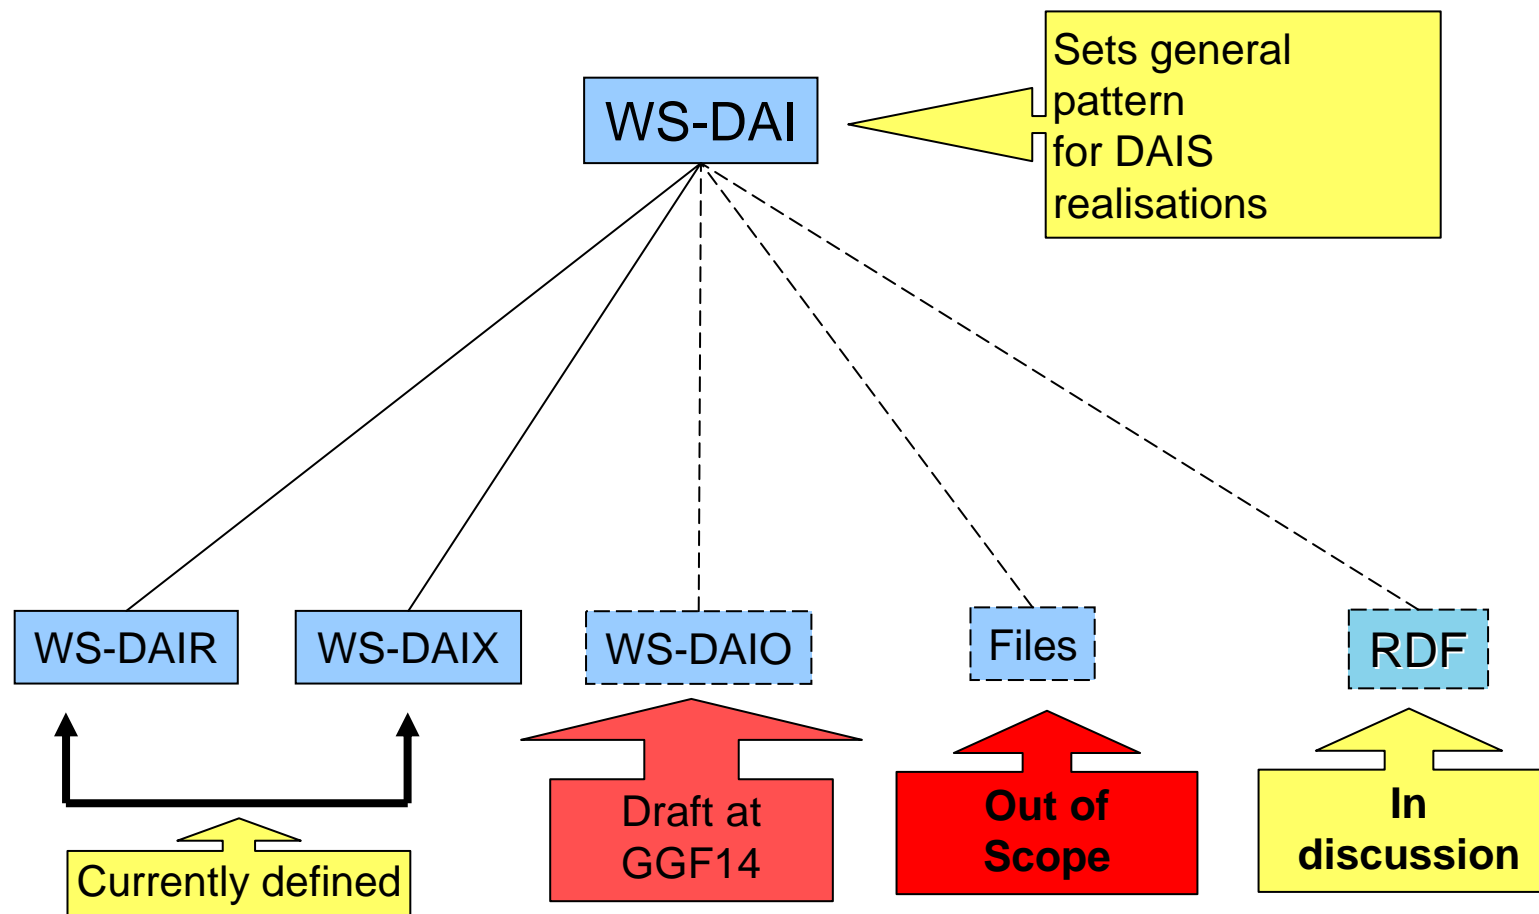 WS-DAI
Sets general
pattern
for DAIS
realisations
WS-DAIR
WS-DAIX
WS-DAIO
Files
RDF
Currently defined
Draft at
GGF14
Out of
Scope
In
discussion